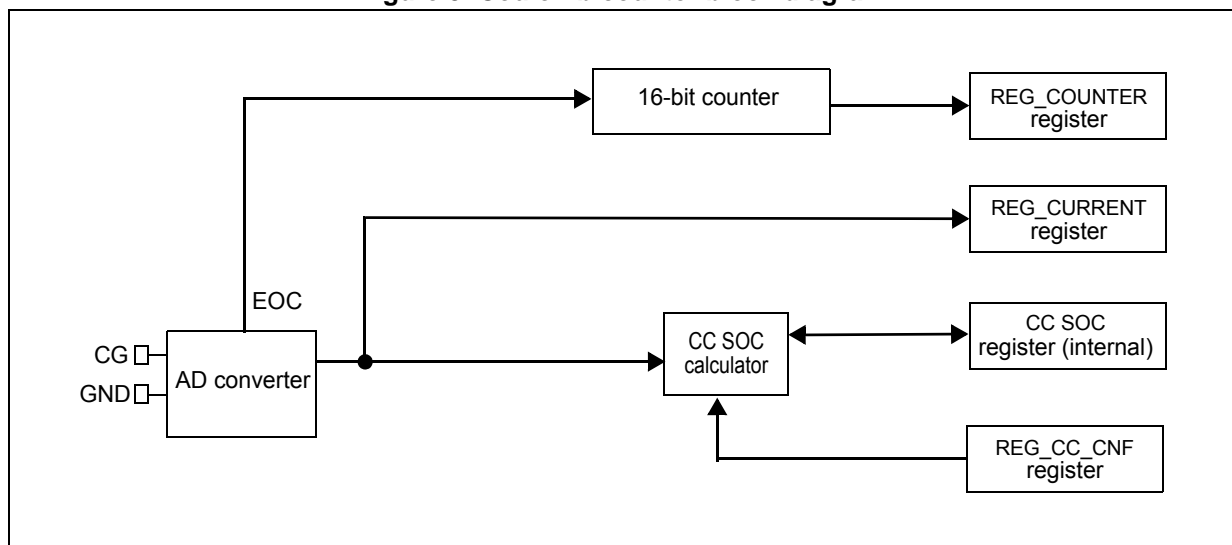 16-bit counter
REG_COUNTER
register
REG_CURRENT
register
EOC
CG
GND
AD converter
CC SOC
calculator
CC SOC
register (internal)
REG_CC_CNF
register